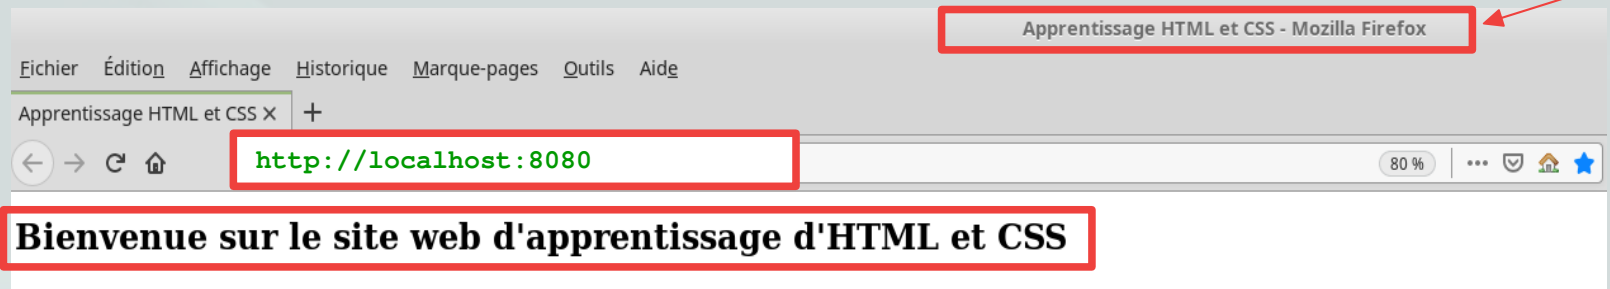 Apprentissage HTML et CSS - Mozilla Firefox
Fichier Édition Affichage Historique Marque-pages Outils Aide
Apprentissage HTML et CSS × +
http://localhost:8080 80 % ...
Bienvenue sur le site web d'apprentissage d'HTML et CSS